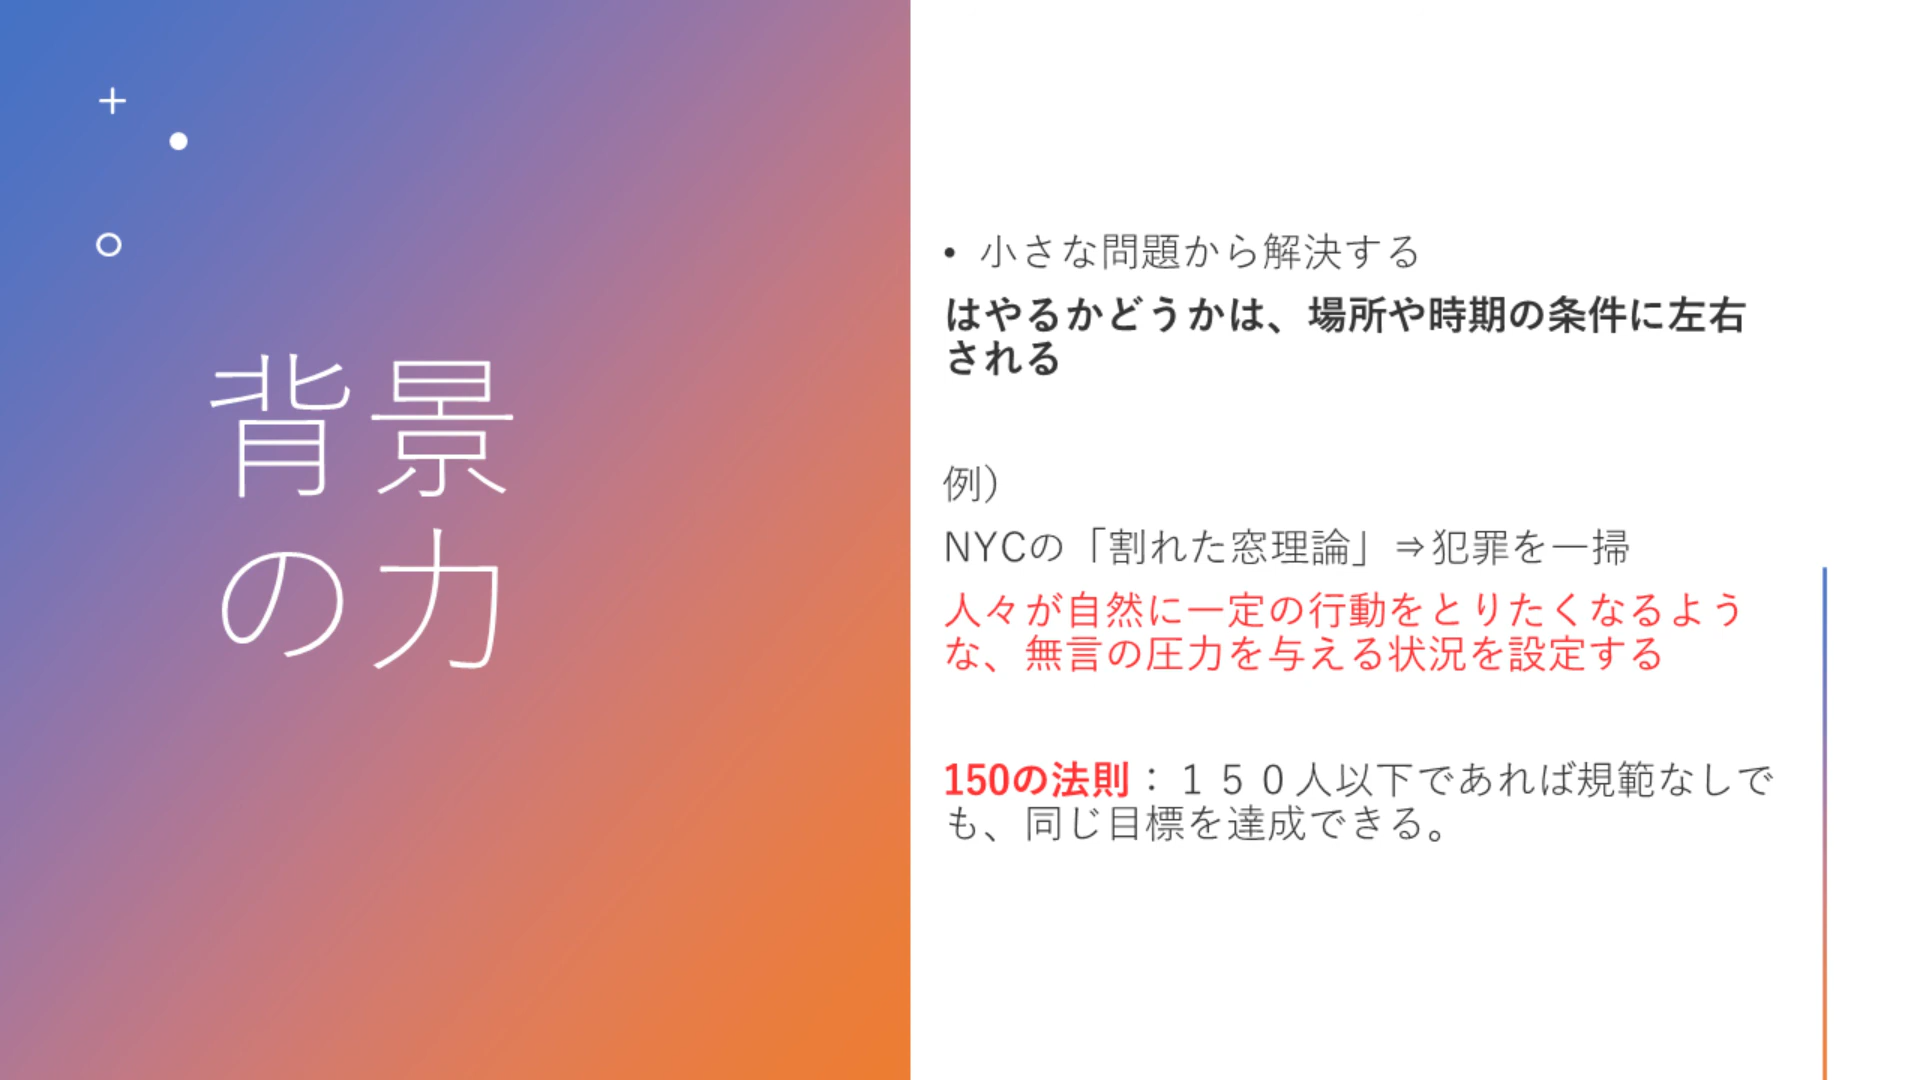 背景
の力
• 小さな問題から解決する
はやるかどうかは、場所や時期の条件に左右
される
例）
NYCの「割れた窓理論」⇒犯罪を一掃
人々が自然に一定の行動をとりたくなるよう
な、無言の圧力を与える状況を設定する
150の法則：１５０人以下であれば規範なしで
も、同じ目標を達成できる。